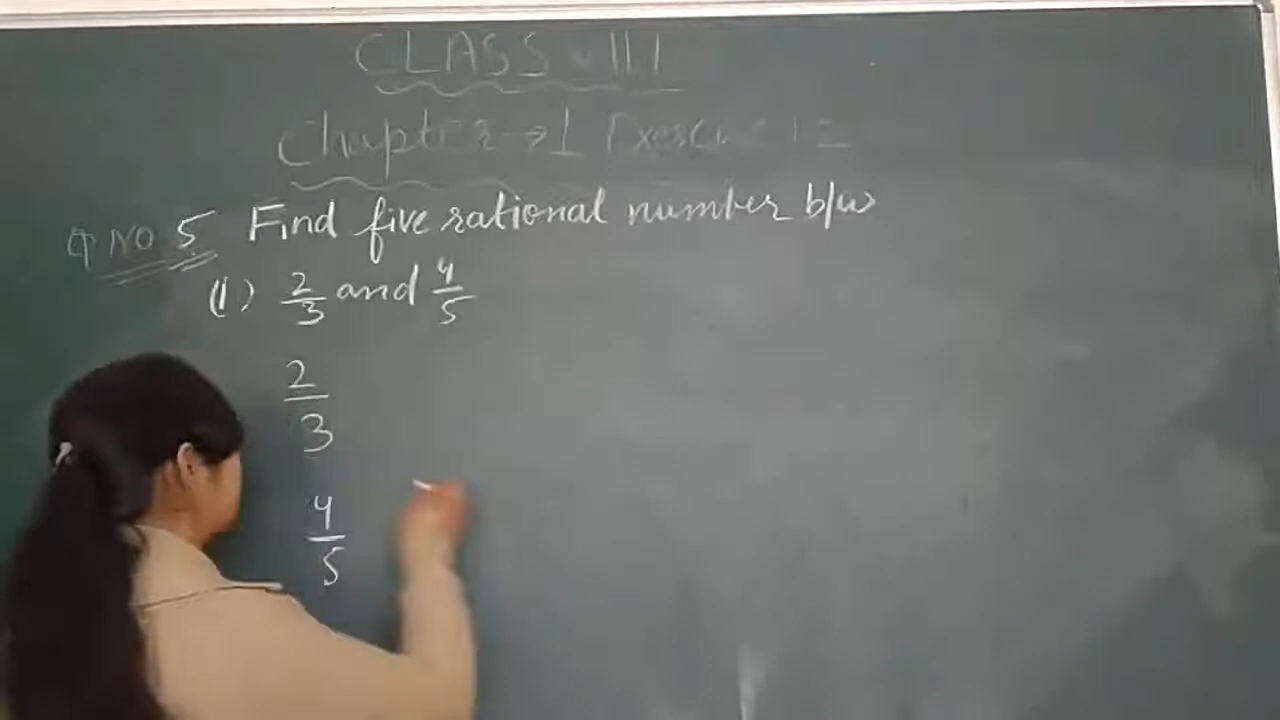 CLASS VIII
Chapter → 1
Q NO 5 Find five rational number b/w
(1) 2/3 and 4/5
2/3
4/5